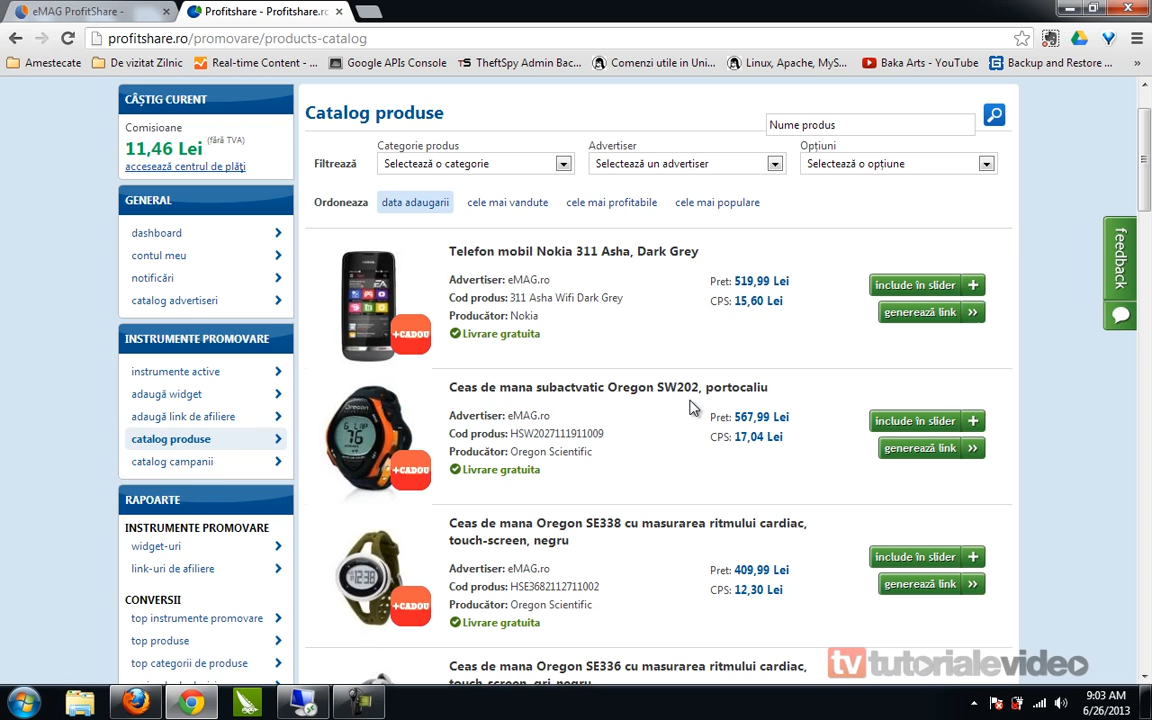 eMAG ProfitShare -
Profitshare - Profitshare.ro
profitshare.ro/promovare/products-catalog
Amestecate
De vizitat Zilnic
Real-time Content - ...
Google APIs Console
TheftSpy Admin Bac...
Comenzi utile in Uni...
Linux, Apache, MyS...
Baka Arts - YouTube
Backup and Restore ...
»
CÂȘTIG CURENT
Comisioane
11,46 Lei (fără TVA)
accesează centrul de plăți
GENERAL
dashboard
contul meu
notificări
catalog advertiseri
INSTRUMENTE PROMOVARE
instrumente active
adaugă widget
adaugă link de afiliere
catalog produse
catalog campanii
RAPOARTE
INSTRUMENTE PROMOVARE
widget-uri
link-uri de afiliere
CONVERSII
top instrumente promovare
top produse
top categorii de produse
Catalog produse
Nume produs
Filtrează
Categorie produs
Selectează o categorie
Advertiser
Selectează un advertiser
Opțiuni
Selectează o opțiune
Ordoneaza data adaugarii cele mai vandute cele mai profitabile cele mai populare
Telefon mobil Nokia 311 Asha, Dark Grey
Advertiser: eMAG.ro
Cod produs: 311 Asha Wifi Dark Grey
Producător: Nokia
Livrare gratuita
+CADOU
Pret: 519,99 Lei
CPS: 15,60 Lei
include în slider +
generează link »
Ceas de mana subactvatic Oregon SW202, portocaliu
Advertiser: eMAG.ro
Cod produs: HSW2027111911009
Producător: Oregon Scientific
Livrare gratuita
+CADOU
Pret: 567,99 Lei
CPS: 17,04 Lei
include în slider +
generează link »
Ceas de mana Oregon SE338 cu masurarea ritmului cardiac,
touch-screen, negru
Advertiser: eMAG.ro
Cod produs: HSE3682112711002
Producător: Oregon Scientific
Livrare gratuita
+CADOU
Pret: 409,99 Lei
CPS: 12,30 Lei
include în slider +
generează link »
Ceas de mana Oregon SE336 cu masurarea ritmului cardiac,
touch-screen, gri-negru
feedback
tv tutorialevideo
9:03 AM
6/26/2013